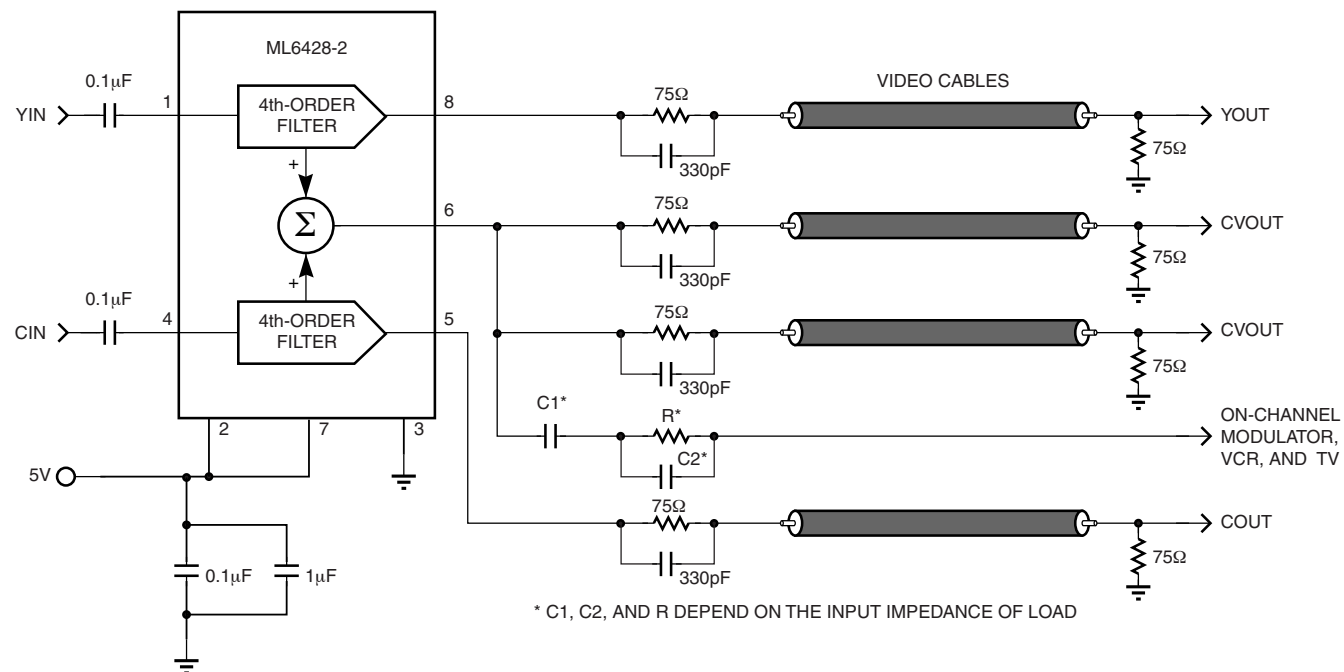 ML6428-2
0.1µF
YIN
1
4th-ORDER
FILTER
8
75Ω
330pF
VIDEO CABLES
YOUT
75Ω
+
Σ
6
75Ω
330pF
CVOUT
75Ω
+
0.1µF
CIN
4
4th-ORDER
FILTER
5
75Ω
330pF
CVOUT
75Ω
C1*
R*
C2*
ON-CHANNEL
MODULATOR,
VCR, AND TV
2
7
3
5V
75Ω
330pF
COUT
75Ω
0.1µF
1µF
* C1, C2, AND R DEPEND ON THE INPUT IMPEDANCE OF LOAD